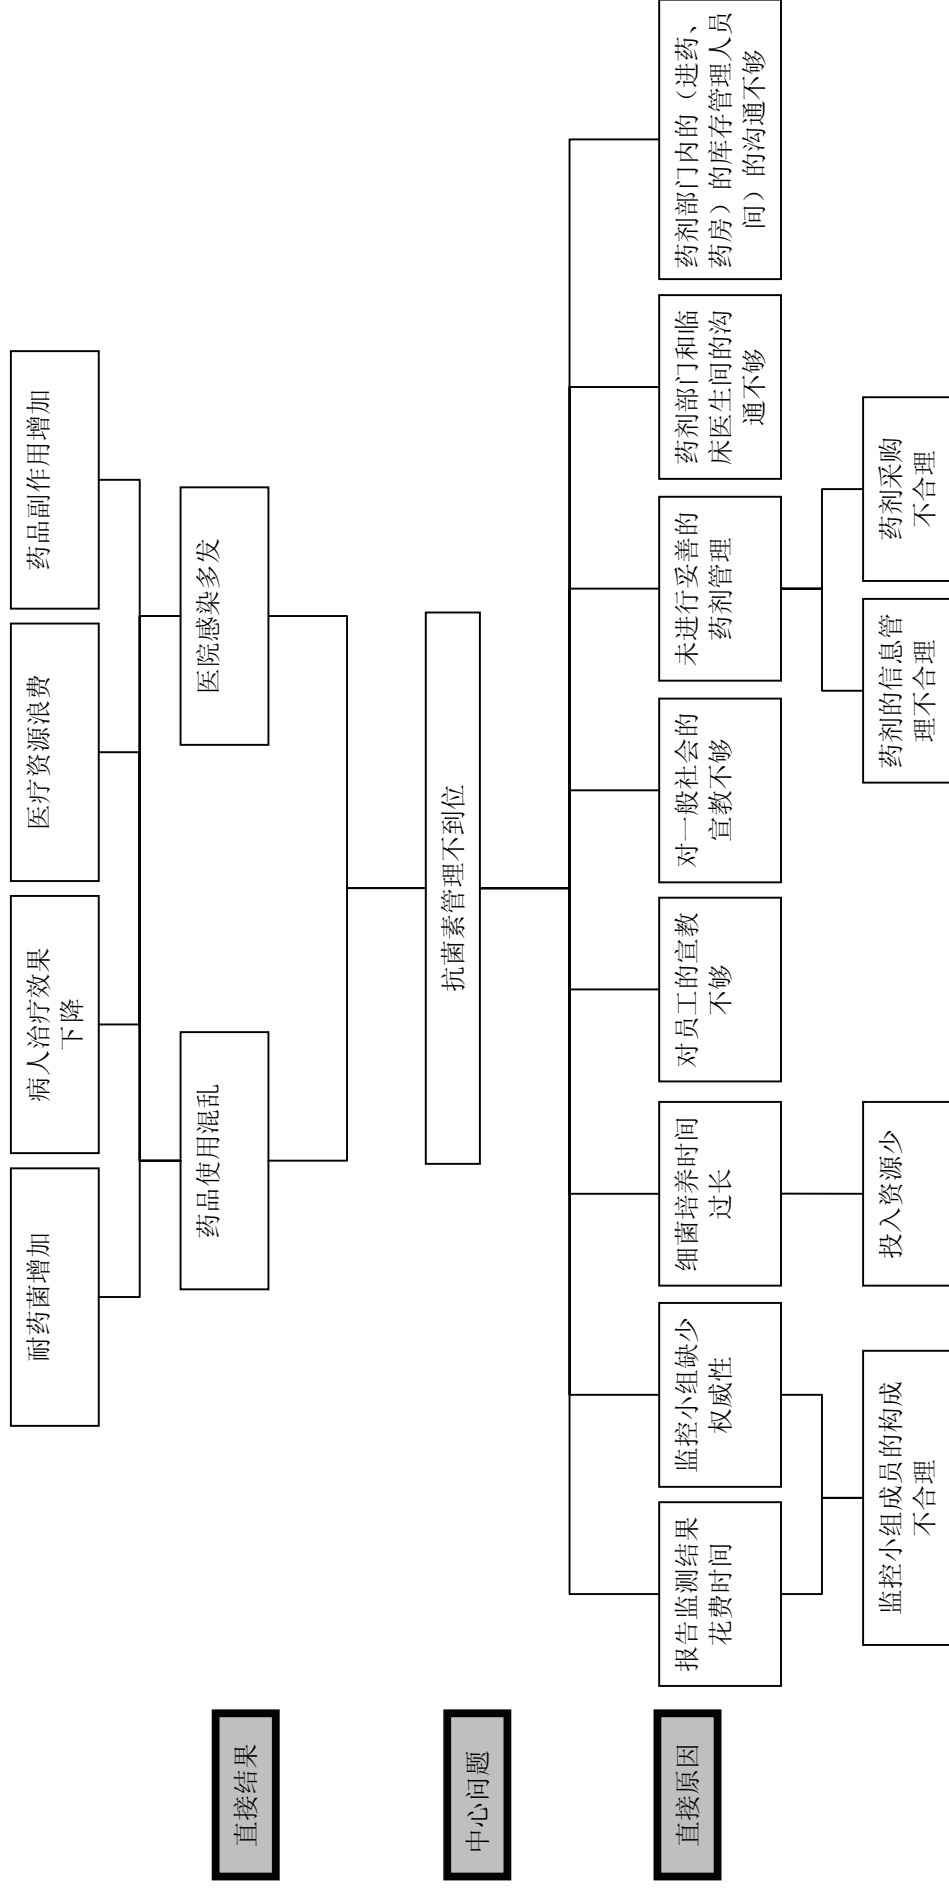 耐药菌增加
病人治疗效果
下降
医疗资源浪费
药品副作用增加
直接结果
药品使用混乱
医院感染多发
中心问题
抗菌素管理不到位
直接原因
报告监测结果
花费时间
监控小组缺少
权威性
细菌培养时间
过长
对员工的宣教
不够
对一般社会的
宣教不够
未进行妥善的
药剂管理
药剂部门和临
床医生间的沟
通不够
药剂部门内的（进药、
药房）的库存管理人员
间）的沟通不够
监控小组成员的构成
不合理
投入资源少
药剂的信息管
理不合理
药剂采购
不合理